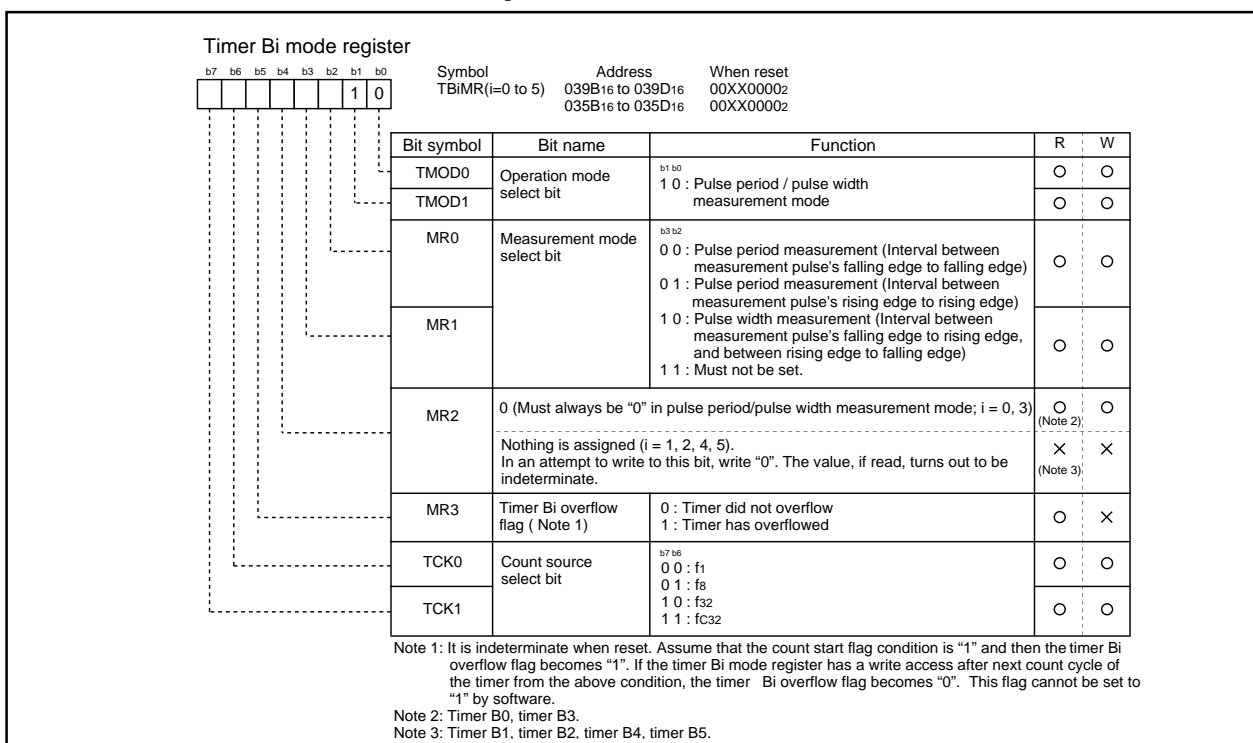 Timer Bi mode register
b7 b6 b5 b4 b3 b2 b1 b0
1 0
Symbol Address When reset
TBiMR(i=0 to 5) 039B16 to 039D16 00XX00002
035B16 to 035D16 00XX00002
Bit symbol Bit name Function R W
TMOD0 Operation mode select bit b1 b0
1 0 : Pulse period / pulse width
measurement mode
TMOD1
MR0 Measurement mode
select bit
b3 b2
0 0 : Pulse period measurement (Interval between
measurement pulse's falling edge to falling edge)
0 1 : Pulse period measurement (Interval between
measurement pulse's rising edge to rising edge)
MR1
1 0 : Pulse width measurement (Interval between
measurement pulse's falling edge to rising edge,
and between rising edge to falling edge)
1 1 : Must not be set.
MR2 0 (Must always be “0” in pulse period/pulse width measurement mode; i = 0, 3)
(Note 2)
Nothing is assigned (i = 1, 2, 4, 5).
In an attempt to write to this bit, write “0”. The value, if read, turns out to be
indeterminate.
(Note 3)
MR3 Timer Bi overflow
flag ( Note 1)
0 : Timer did not overflow
1 : Timer has overflowed
TCK0 Count source
select bit
b7 b6
0 0 : f1
0 1 : f8
TCK1
1 0 : f32
1 1 : fC32
Note 1: It is indeterminate when reset. Assume that the count start flag condition is “1” and then the timer Bi
overflow flag becomes “1”. If the timer Bi mode register has a write access after next count cycle of
the timer from the above condition, the timer Bi overflow flag becomes “0”. This flag cannot be set to
“1” by software.
Note 2: Timer B0, timer B3.
Note 3: Timer B1, timer B2, timer B4, timer B5.